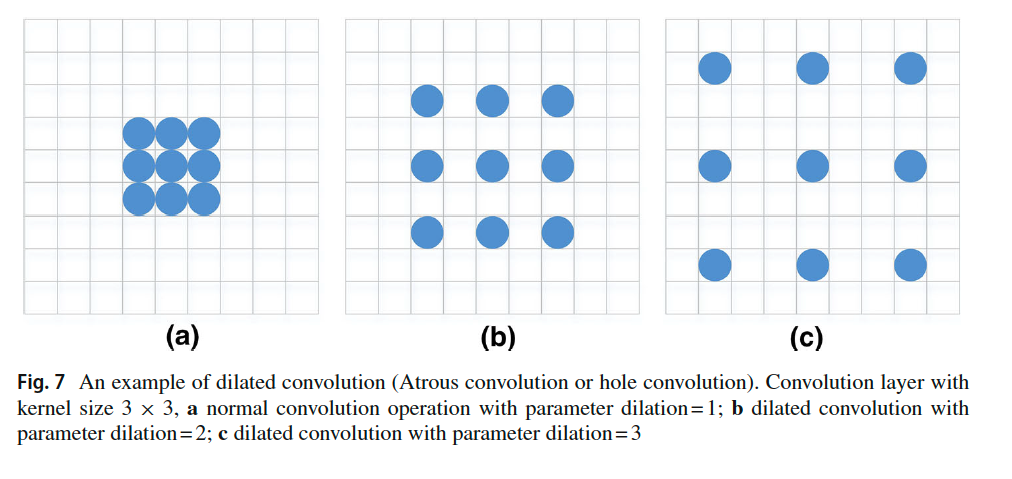 (a) (b) (c)
Fig. 7 An example of dilated convolution (Atrous convolution or hole convolution). Convolution layer with
kernel size 3 × 3, a normal convolution operation with parameter dilation=1; b dilated convolution with
parameter dilation=2; c dilated convolution with parameter dilation=3